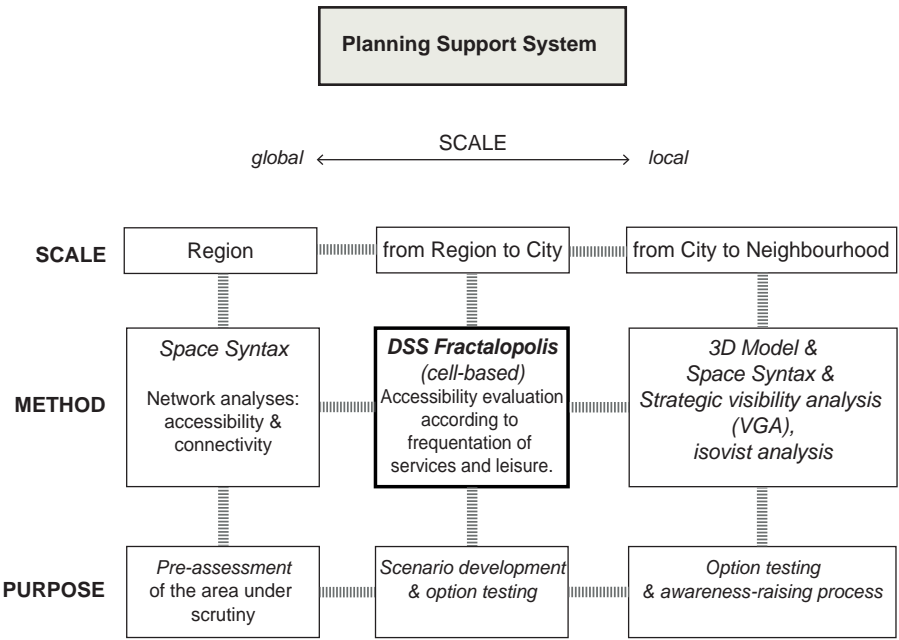 Planning Support System
SCALE
global local
SCALE
Region
from Region to City
from City to Neighbourhood
METHOD
Space Syntax
Network analyses:
accessibility &
connectivity
DSS Fractalopolis
(cell-based)
Accessibility evaluation
according to
frequentation of
services and leisure.
3D Model &
Space Syntax &
Strategic visibility analysis
(VGA),
isovist analysis
PURPOSE
Pre-assessment
of the area under
scrutiny
Scenario development
& option testing
Option testing
& awareness-raising process